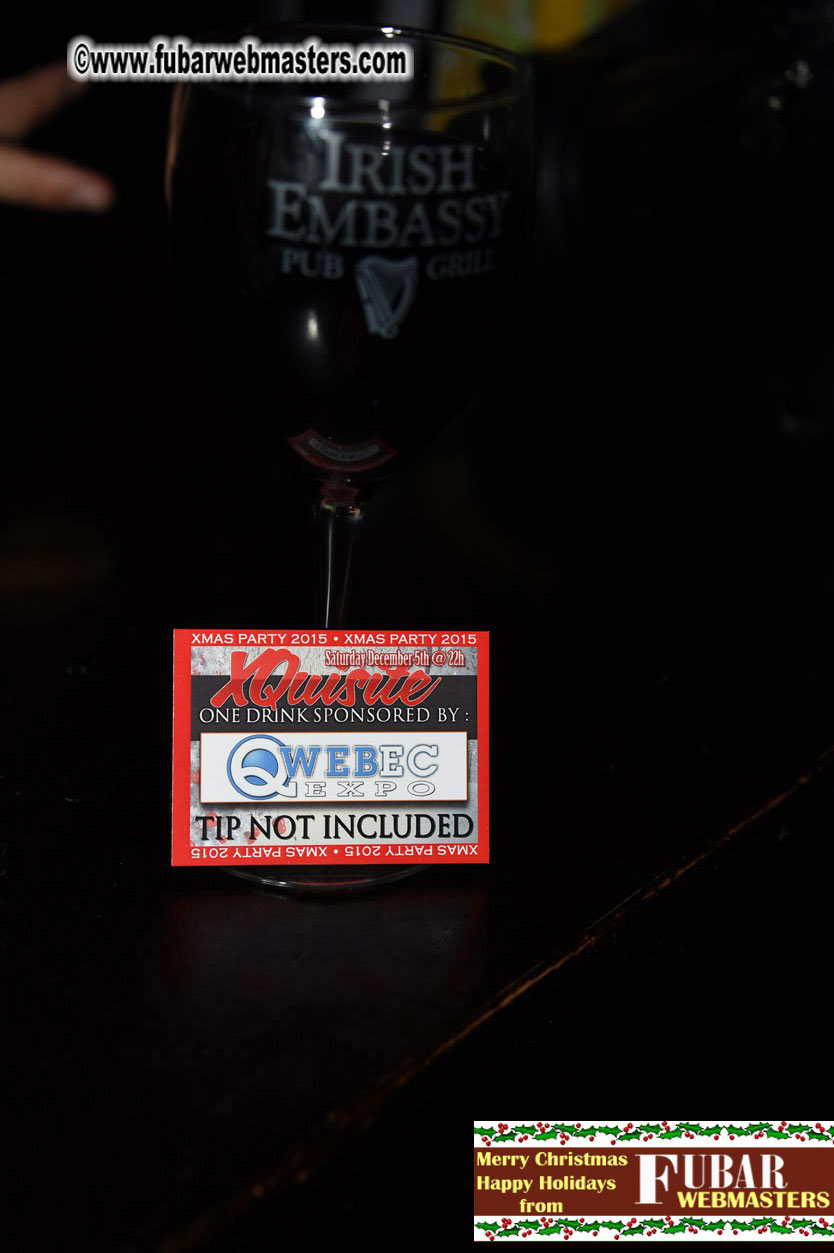 ©www.fubarwebmasters.com
IRISH
EMBASSY
PUB GRILL
XMAS PARTY 2015 • XMAS PARTY 2015
Saturday December 5th @ 22h
XQuisite
ONE DRINK SPONSORED BY :
QWEBEC
EXPO
TIP NOT INCLUDED
XMAS PARTY 2015 • XMAS PARTY 2015
Merry Christmas
Happy Holidays
from
FUBAR
WEBMASTERS